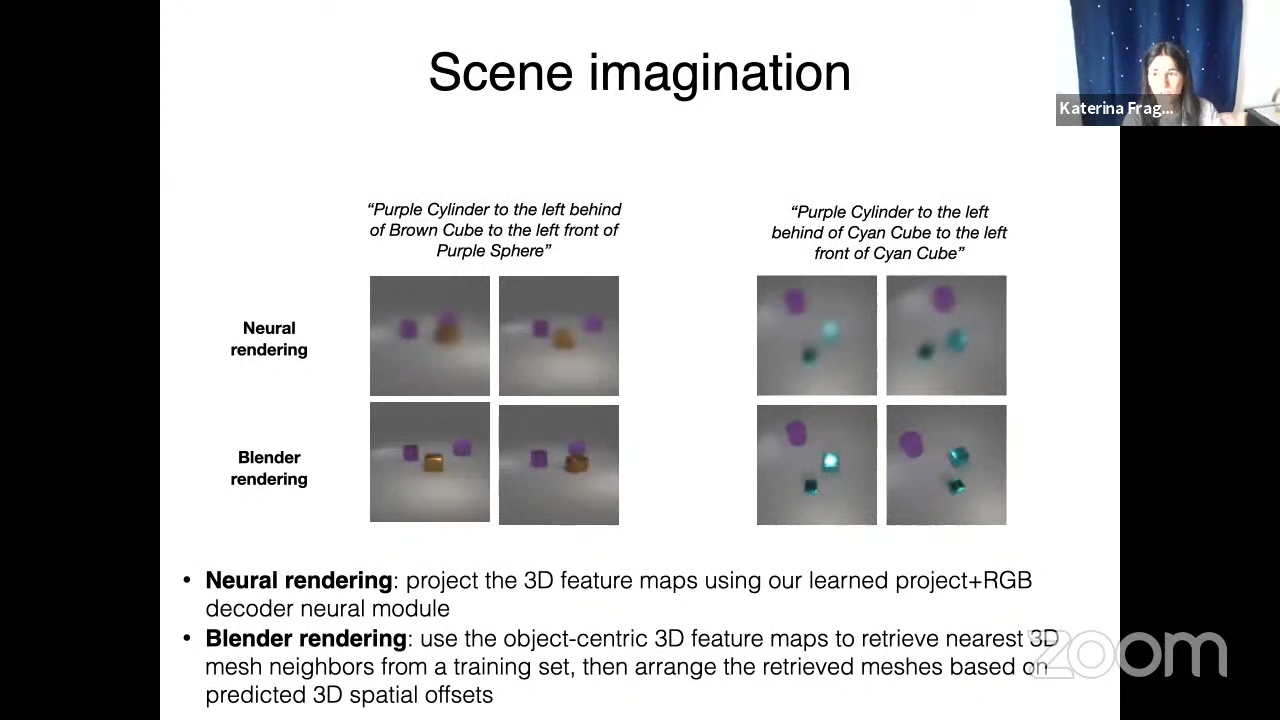 Scene imagination
Katerina Frag...
“Purple Cylinder to the left behind
of Brown Cube to the left front of
Purple Sphere”
“Purple Cylinder to the left
behind of Cyan Cube to the left
front of Cyan Cube”
Neural
rendering
Blender
rendering
• Neural rendering: project the 3D feature maps using our learned project+RGB
decoder neural module
• Blender rendering: use the object-centric 3D feature maps to retrieve nearest 3D
mesh neighbors from a training set, then arrange the retrieved meshes based on
predicted 3D spatial offsets
zoom